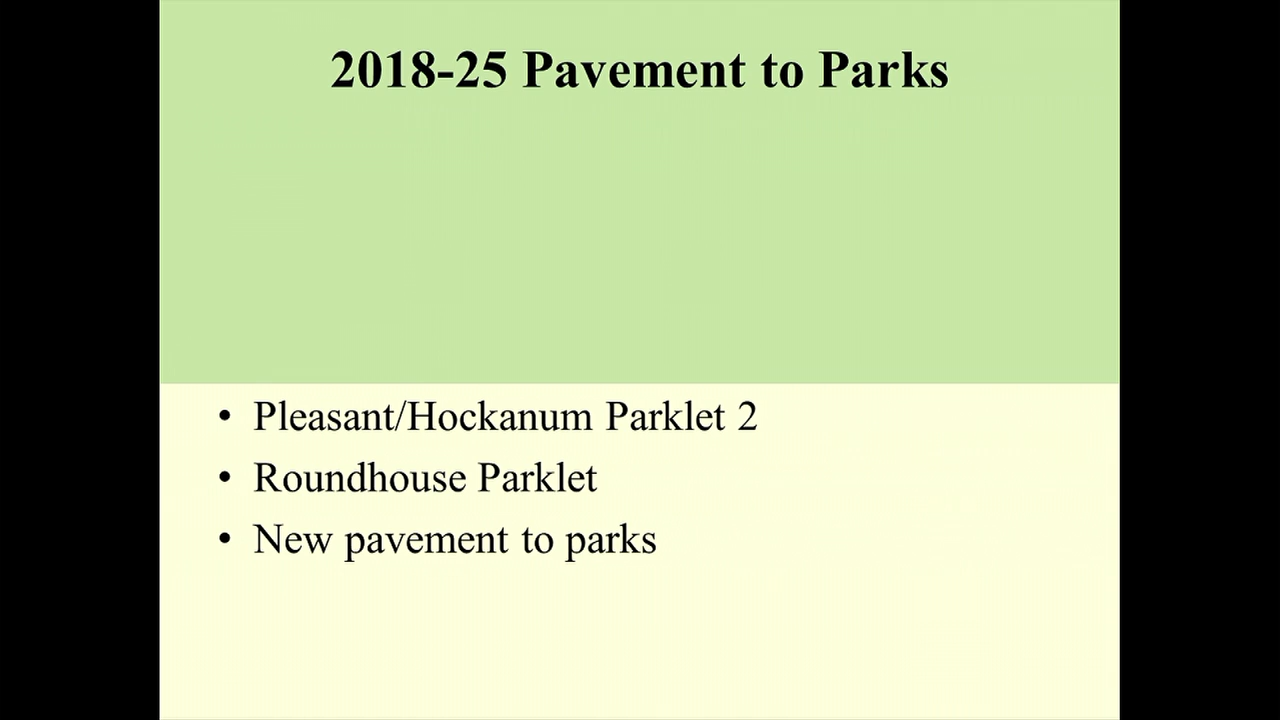 2018-25 Pavement to Parks
• Pleasant/Hockanum Parklet 2
• Roundhouse Parklet
• New pavement to parks